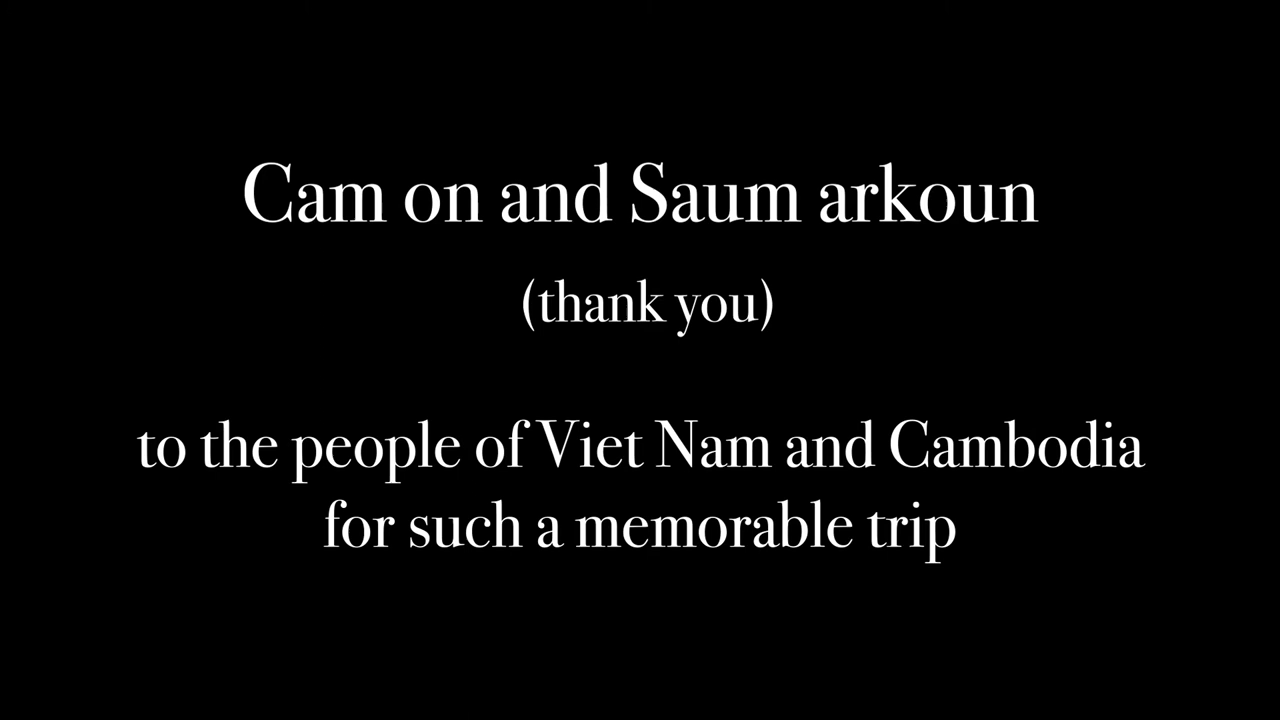 Cam on and Saum arkoun
(thank you)
to the people of Viet Nam and Cambodia
for such a memorable trip